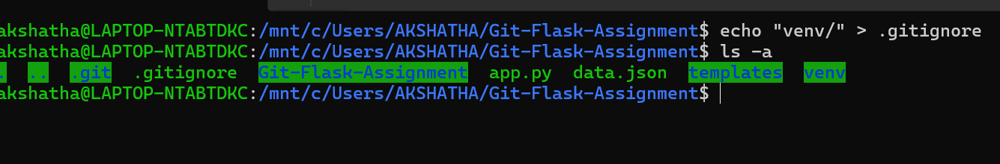 akshatha@LAPTOP-NTABTDKC:/mnt/c/Users/AKSHATHA/Git-Flask-Assignment$ echo "venv/" > .gitignore
akshatha@LAPTOP-NTABTDKC:/mnt/c/Users/AKSHATHA/Git-Flask-Assignment$ ls -a
. .. .git .gitignore Git-Flask-Assignment app.py data.json templates venv
akshatha@LAPTOP-NTABTDKC:/mnt/c/Users/AKSHATHA/Git-Flask-Assignment$